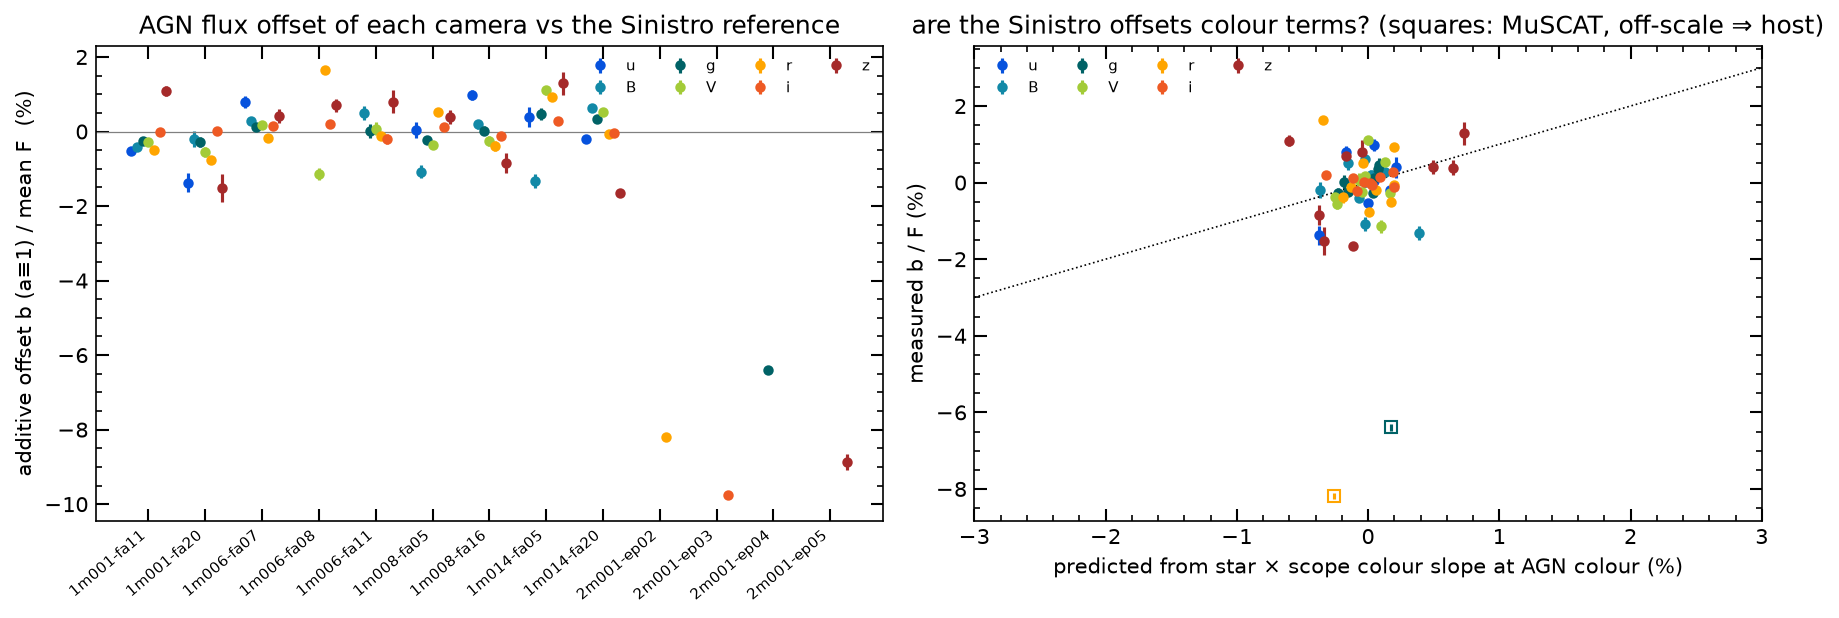 AGN flux offset of each camera vs the Sinistro reference
additive offset b (a≡1) / mean F (%)
2
0
−2
−4
−6
−8
−10
u g r z
B V i
1m001-fa11
1m001-fa20
1m006-fa07
1m006-fa08
1m006-fa11
1m008-fa05
1m008-fa16
1m014-fa05
1m014-fa20
2m001-ep02
2m001-ep03
2m001-ep04
2m001-ep05
are the Sinistro offsets colour terms? (squares: MuSCAT, off-scale ⇒ host)
measured b / F (%)
2
0
−2
−4
−6
−8
u g r z
B V i
−3 −2 −1 0 1 2 3
predicted from star × scope colour slope at AGN colour (%)